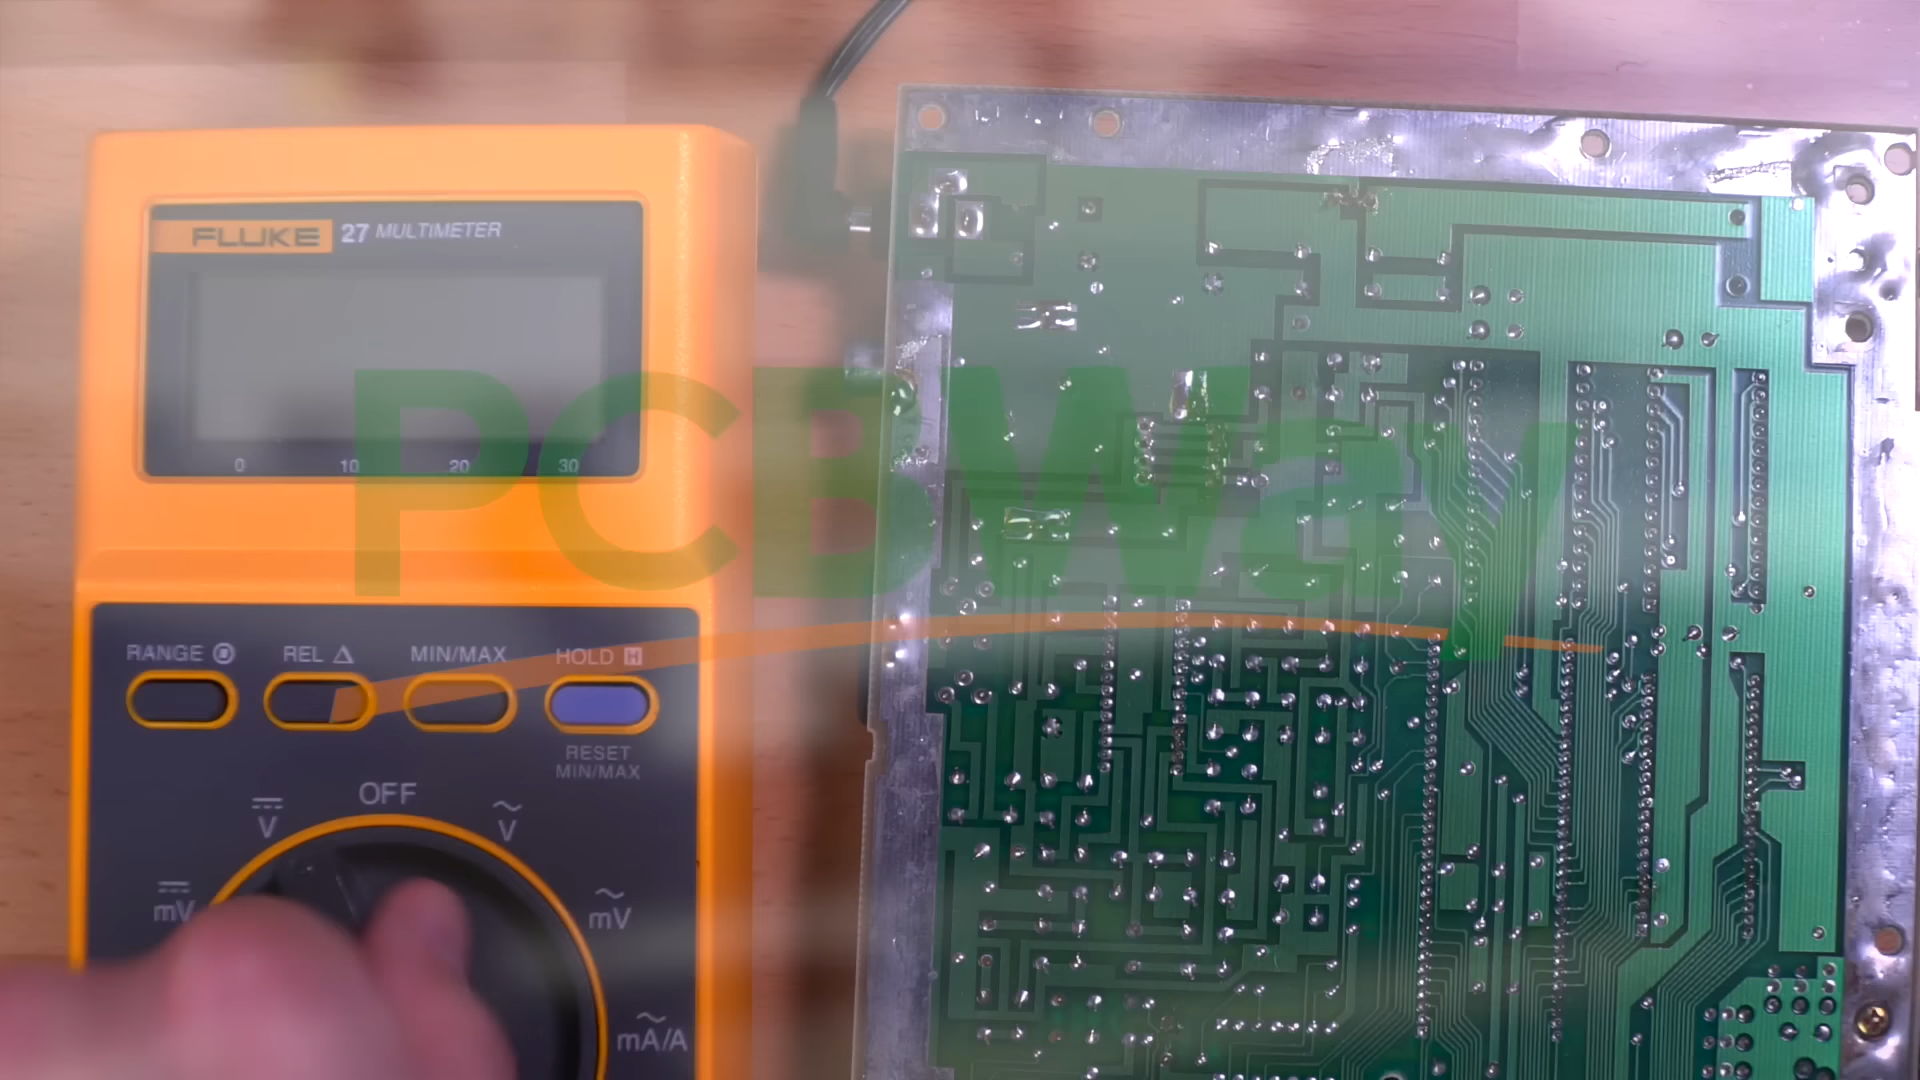 FLUKE 27 MULTIMETER
0 10 20 30
PCBWay
RANGE REL △ MIN/MAX HOLD H
RESET
MIN/MAX
OFF
V
V
mV
mV
mA/A